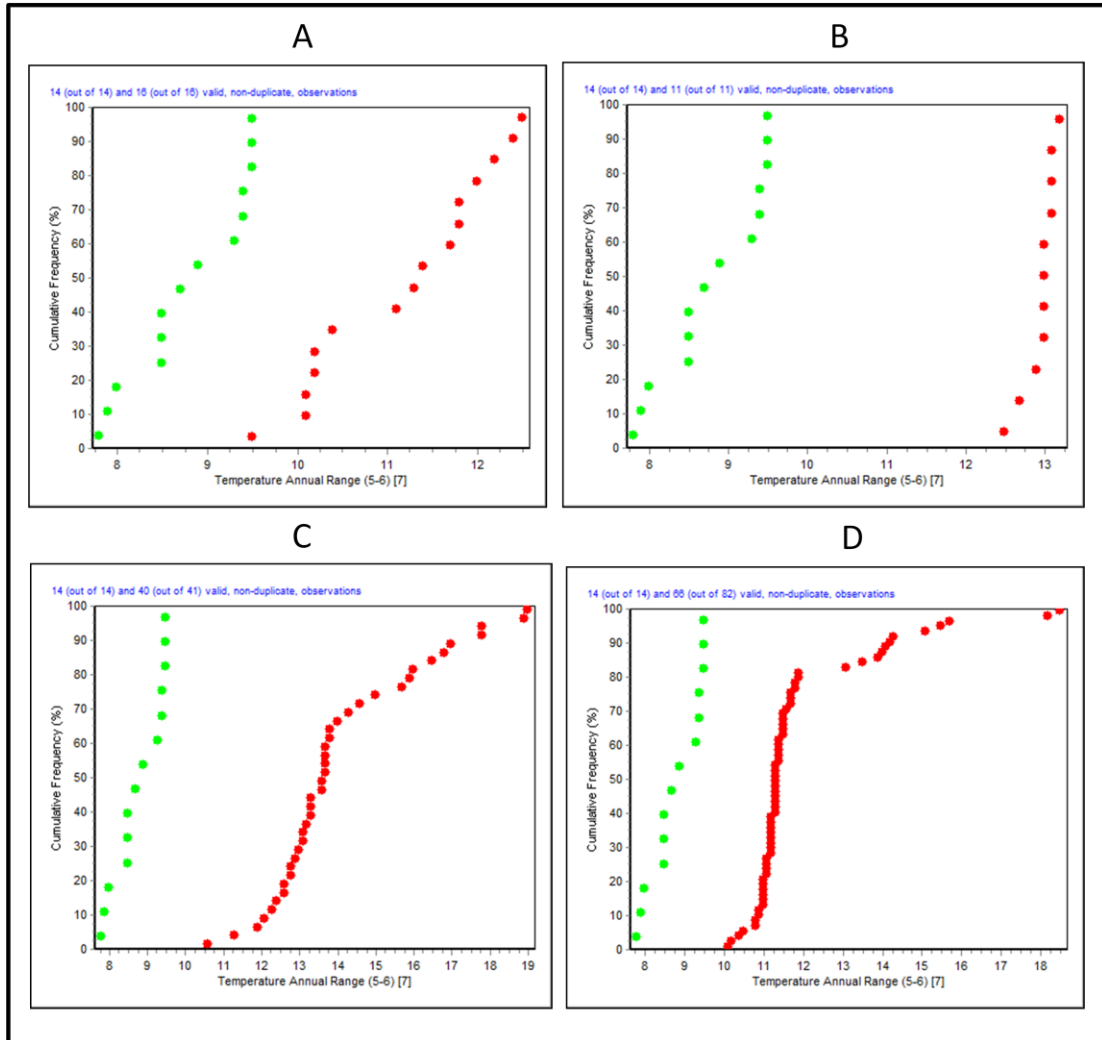 A
14 (out of 14) and 16 (out of 16) valid, non-duplicate, observations
100
90
80
70
60
50
40
30
20
10
0
Cumulative Frequency (%)
8 9 10 11 12
Temperature Annual Range (5-6) [7]
B
14 (out of 14) and 11 (out of 11) valid, non-duplicate, observations
100
90
80
70
60
50
40
30
20
10
0
Cumulative Frequency (%)
8 9 10 11 12 13
Temperature Annual Range (5-6) [7]
C
14 (out of 14) and 40 (out of 41) valid, non-duplicate, observations
100
90
80
70
60
50
40
30
20
10
0
Cumulative Frequency (%)
8 9 10 11 12 13 14 15 16 17 18 19
Temperature Annual Range (5-6) [7]
D
14 (out of 14) and 66 (out of 82) valid, non-duplicate, observations
100
90
80
70
60
50
40
30
20
10
0
Cumulative Frequency (%)
8 9 10 11 12 13 14 15 16 17 18
Temperature Annual Range (5-6) [7]